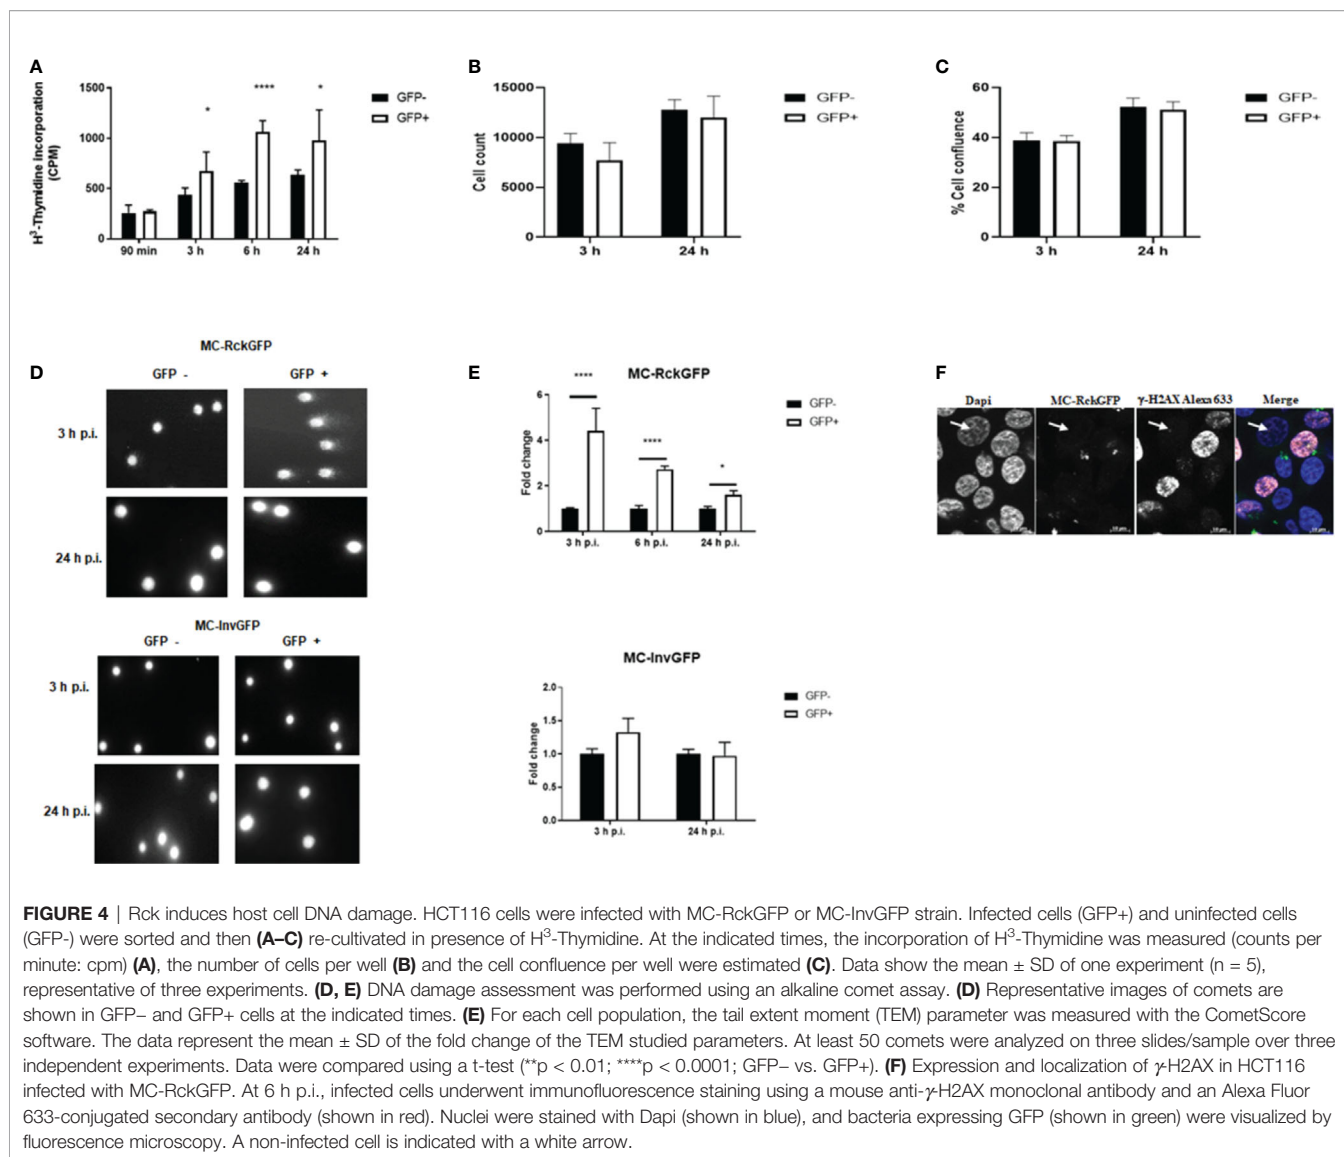 A
H³-Thymidine incorporation
(CPM)
1500
1000
500
0
* **** *
90 min 3 h 6 h 24 h
GFP-
GFP+
B
Cell count
15000
10000
5000
0
3 h 24 h
GFP-
GFP+
C
% Cell confluence
60
40
20
0
3 h 24 h
GFP-
GFP+
D
MC-RckGFP
GFP - GFP +
3 h p.i.
24 h p.i.
MC-InvGFP
GFP - GFP +
3 h p.i.
24 h p.i.
E
MC-RckGFP
Fold change
6
4
2
0
**** **** *
3 h p.i. 6 h p.i. 24 h p.i.
GFP-
GFP+
MC-InvGFP
Fold change
2.0
1.5
1.0
0.5
0.0
3 h p.i. 24 h p.i.
GFP-
GFP+
F
Dapi MC-RckGFP γ-H2AX Alexa 633 Merge
FIGURE 4 | Rck induces host cell DNA damage. HCT116 cells were infected with MC-RckGFP or MC-InvGFP strain. Infected cells (GFP+) and uninfected cells
(GFP-) were sorted and then (A–C) re-cultivated in presence of H³-Thymidine. At the indicated times, the incorporation of H³-Thymidine was measured (counts per
minute: cpm) (A), the number of cells per well (B) and the cell confluence per well were estimated (C). Data show the mean ± SD of one experiment (n = 5),
representative of three experiments. (D, E) DNA damage assessment was performed using an alkaline comet assay. (D) Representative images of comets are
shown in GFP− and GFP+ cells at the indicated times. (E) For each cell population, the tail extent moment (TEM) parameter was measured with the CometScore
software. The data represent the mean ± SD of the fold change of the TEM studied parameters. At least 50 comets were analyzed on three slides/sample over three
independent experiments. Data were compared using a t-test (**p < 0.01; ****p < 0.0001; GFP− vs. GFP+). (F) Expression and localization of γ-H2AX in HCT116
infected with MC-RckGFP. At 6 h p.i., infected cells underwent immunofluorescence staining using a mouse anti-γ-H2AX monoclonal antibody and an Alexa Fluor
633-conjugated secondary antibody (shown in red). Nuclei were stained with Dapi (shown in blue), and bacteria expressing GFP (shown in green) were visualized by
fluorescence microscopy. A non-infected cell is indicated with a white arrow.